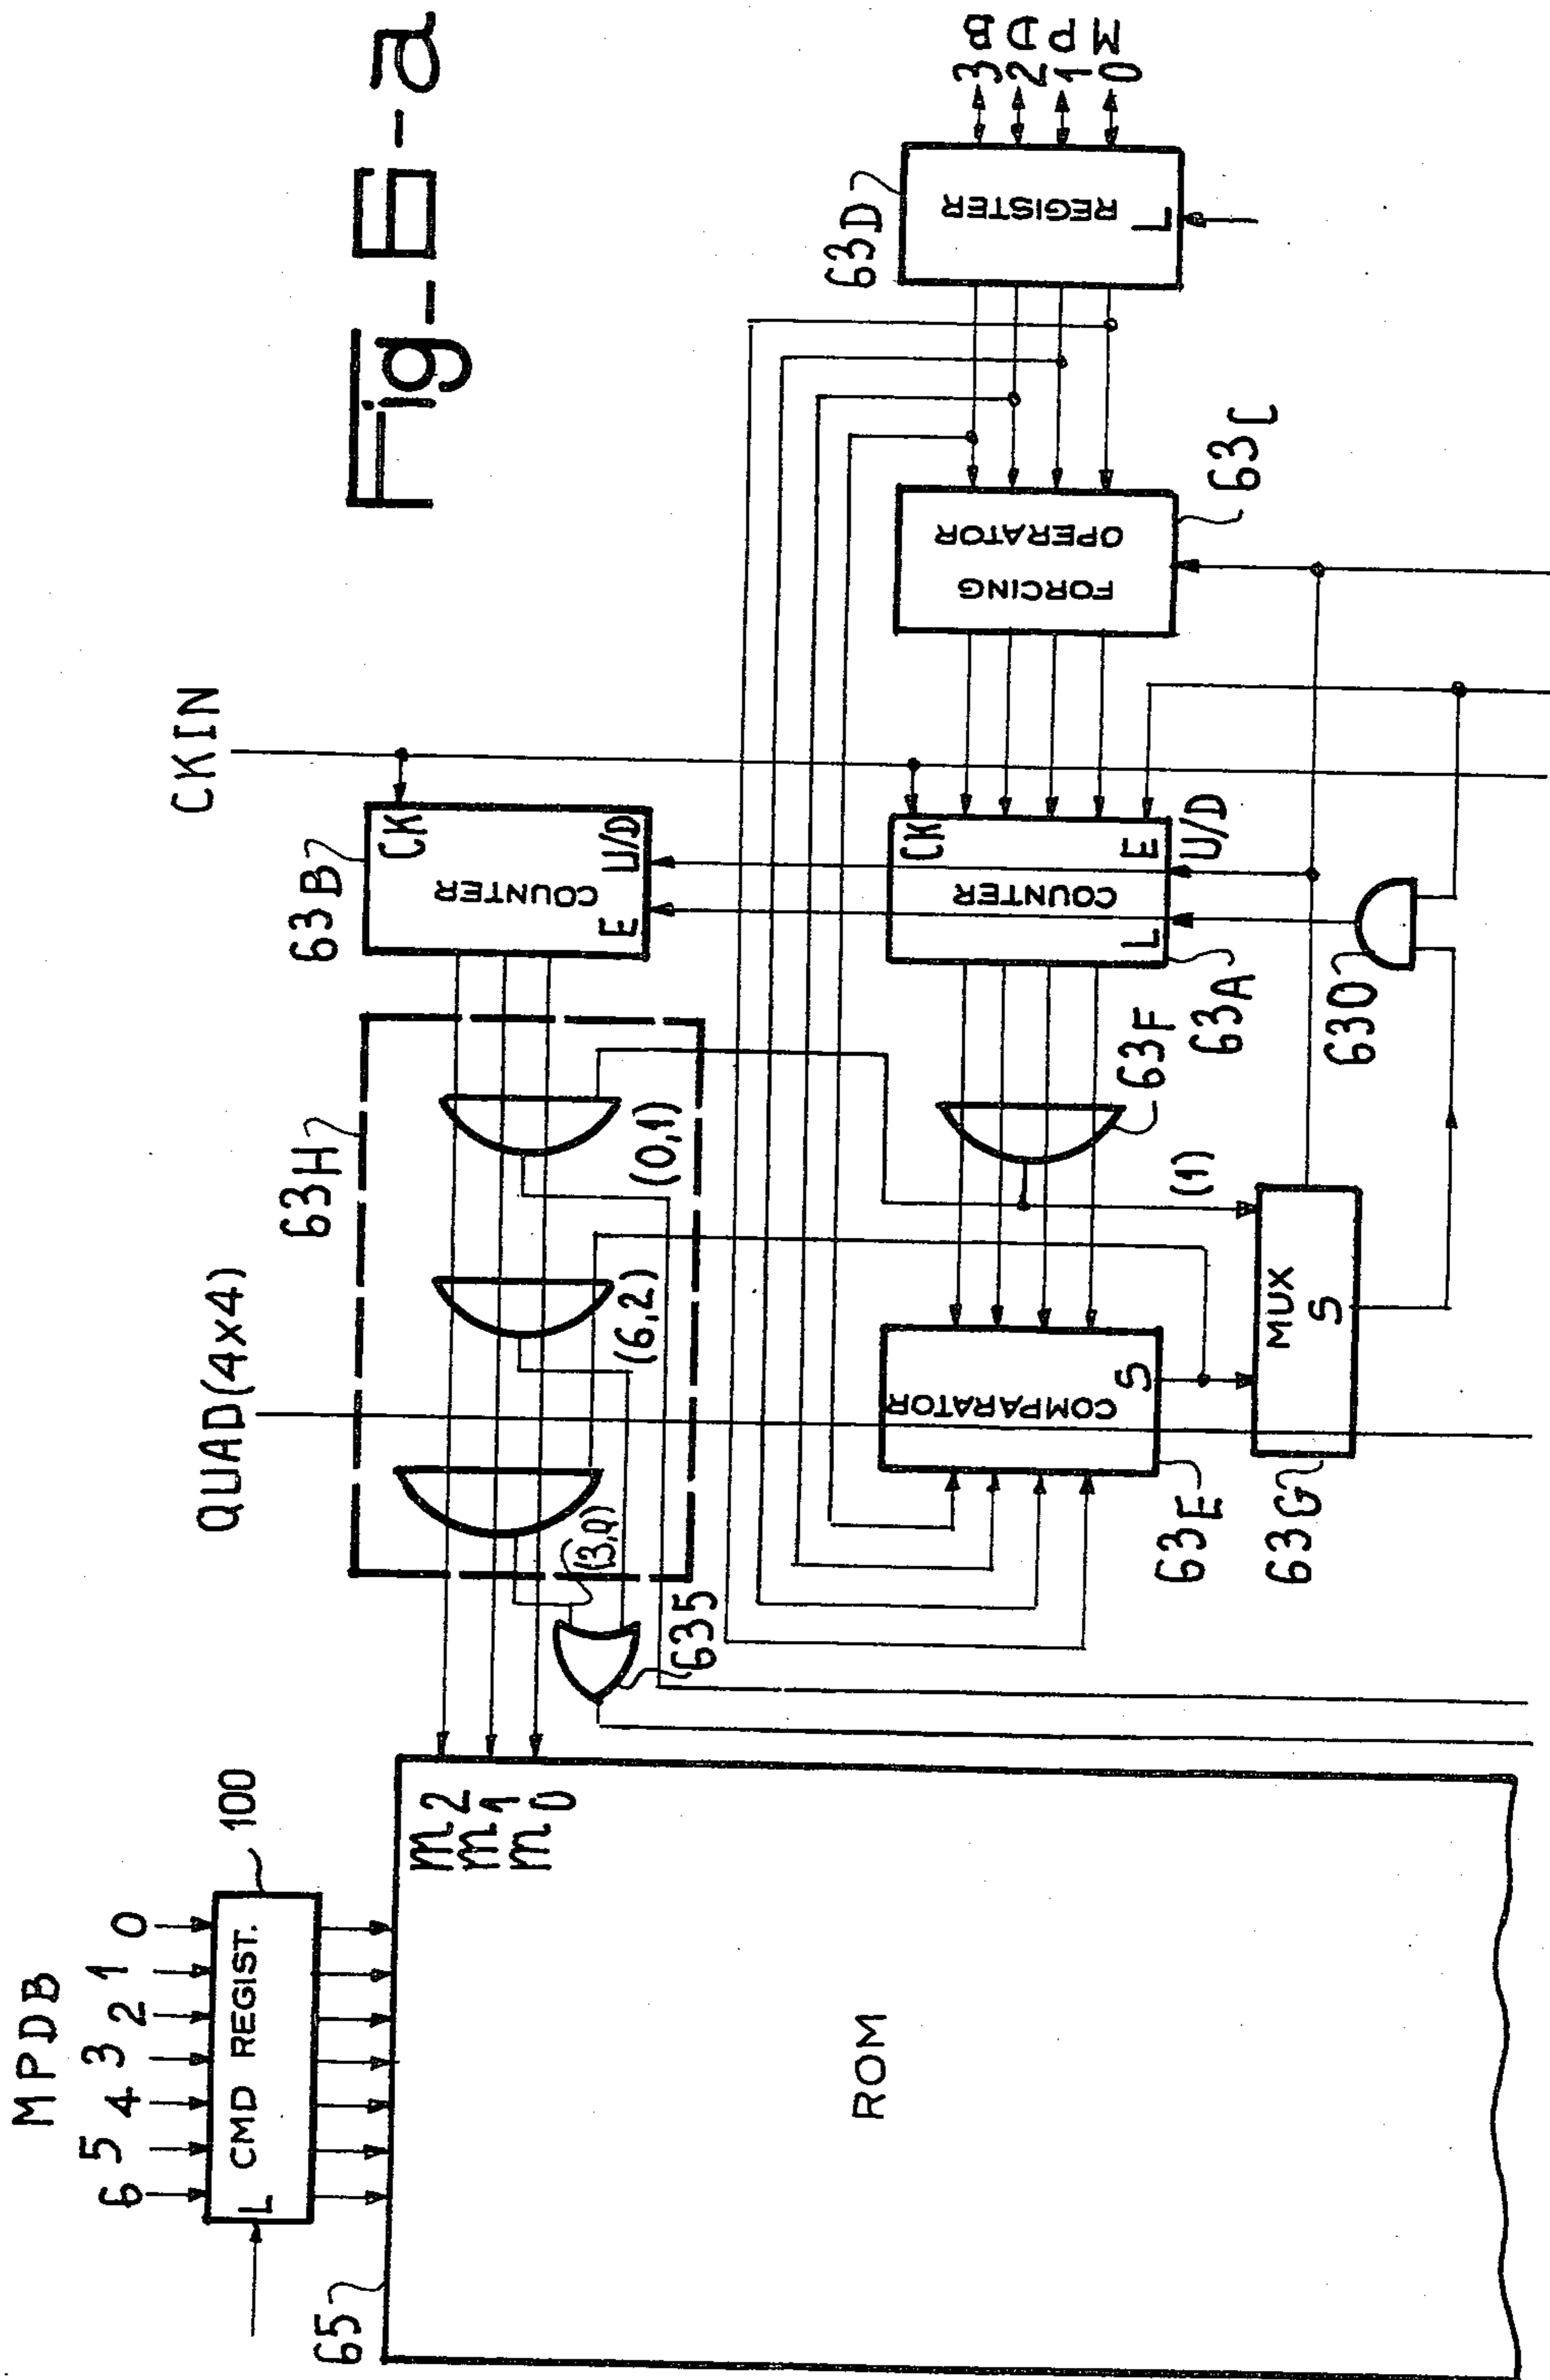 Fig_6-a
MPDB
6 5 4 3 2 1 0
L CMD REGIST.
100
65
ROM
m2
m1
m0
QUAD (4x4)
CKIN
63H
(3,0)
(6,2)
(0,1)
635
63B
CK
COUNTER
E
U/D
63E
COMPARATOR
S
63G
MUX
S
(1)
63F
63A
CK
COUNTER
L
E
U/D
630
63C
FORCING
OPERATOR
63D
REGISTER
L
3
2
1
0
MPDB